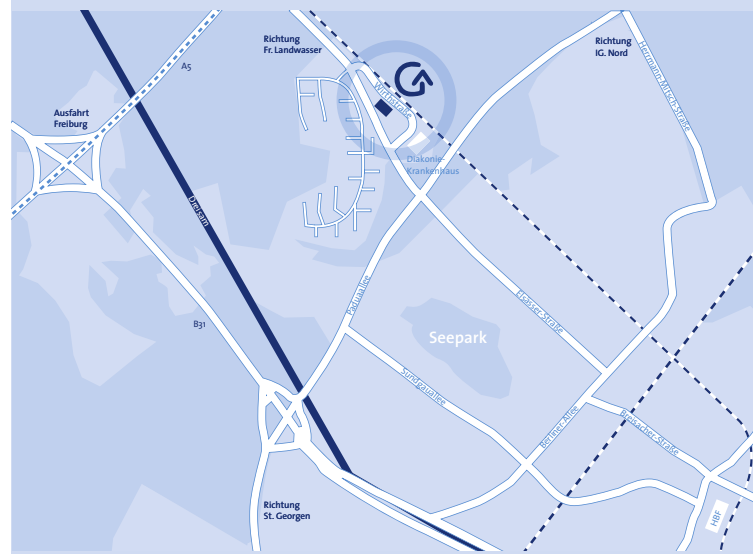 Richtung
Fr. Landwasser
Richtung
IG. Nord
Herrmann-Mitsch-Straße
A5
Wirthstraße
Ausfahrt
Freiburg
Diakonie-
Krankenhaus
Dreisam
Paduaallee
Elsässer-Straße
B31
Seepark
Sundgauallee
Berliner Allee
Breisacher-Straße
Richtung
St. Georgen
HBF